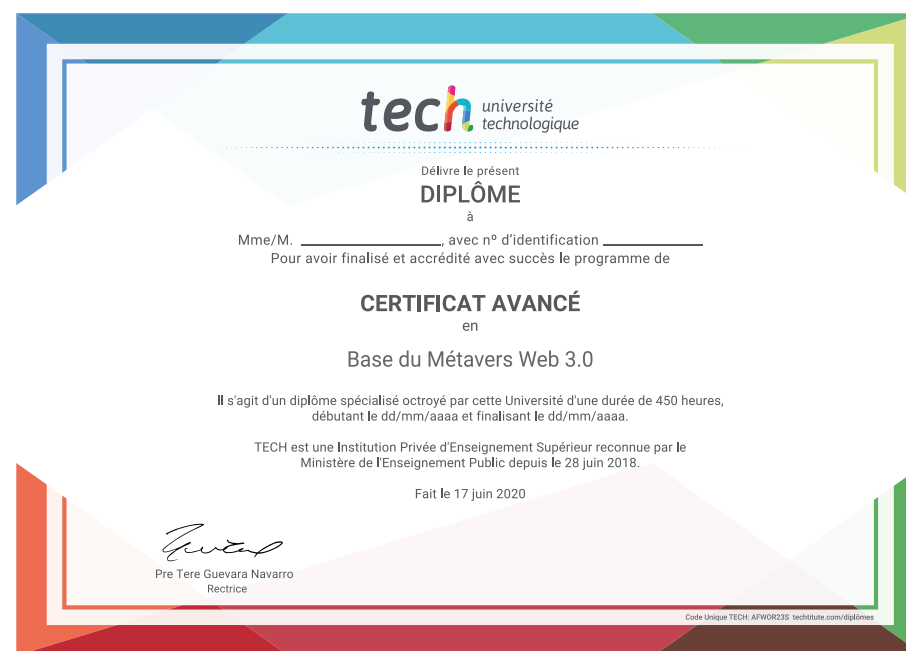 tech université
technologique
Délivre le présent
DIPLÔME
à
Mme/M. ____________________, avec nº d'identification ______________
Pour avoir finalisé et accrédité avec succès le programme de
CERTIFICAT AVANCÉ
en
Base du Métavers Web 3.0
Il s'agit d'un diplôme spécialisé octroyé par cette Université d'une durée de 450 heures,
débutant le dd/mm/aaaa et finalisant le dd/mm/aaaa.
TECH est une Institution Privée d'Enseignement Supérieur reconnue par le
Ministère de l'Enseignement Public depuis le 28 juin 2018.
Fait le 17 juin 2020
Pre Tere Guevara Navarro
Rectrice
Code Unique TECH: AFWOR23S techtitute.com/diplômes